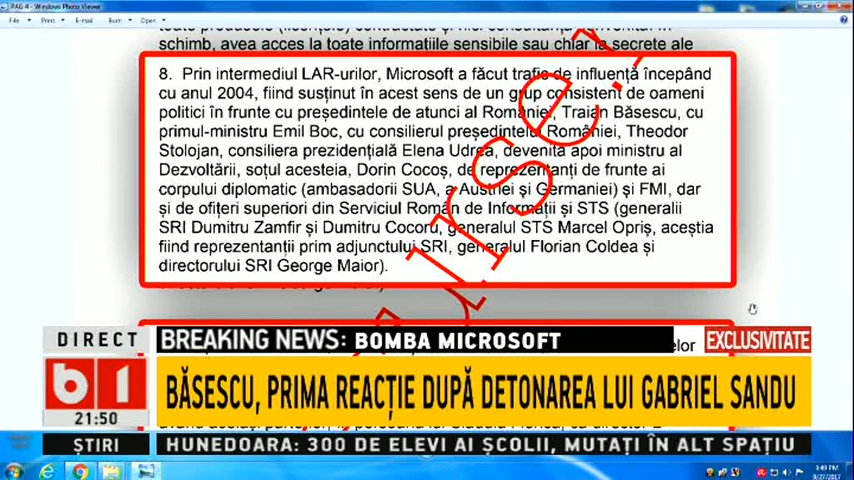 PAG 4 - Windows Photo Viewer
File Print E-mail Burn Open
toate produsele (licențele) contractate și nici consultanța
schimb, avea acces la toate informațiile sensibile sau chiar la secrete ale
8. Prin intermediul LAR-urilor, Microsoft a făcut trafic de influență începând
cu anul 2004, fiind susținut în acest sens de un grup consistent de oameni
politici în frunte cu președintele de atunci al României, Traian Băsescu, cu
primul-ministru Emil Boc, cu consilierul președintelui României, Theodor
Stolojan, consiliera prezidențială Elena Udrea, devenită apoi ministru al
Dezvoltării, soțul acesteia, Dorin Cocoș, de reprezentanți de frunte ai
corpului diplomatic (ambasadorii SUA, a Austriei și Germaniei) și FMI, dar
și de ofițeri superiori din Serviciul Român de Informații și STS (generalii
SRI Dumitru Zamfir și Dumitru Cocoru, generalul STS Marcel Opriș, aceștia
fiind reprezentanții prim adjunctului SRI, generalul Florian Coldea și
directorului SRI George Maior).
elor
DIRECT
BREAKING NEWS: BOMBA MICROSOFT
EXCLUSIVITATE
b1
BĂSESCU, PRIMA REACȚIE DUPĂ DETONAREA LUI GABRIEL SANDU
21:50
ȘTIRI
HUNEDOARA: 300 DE ELEVI AI ȘCOLII, MUTAȚI ÎN ALT SPAȚIU
9/27/2017